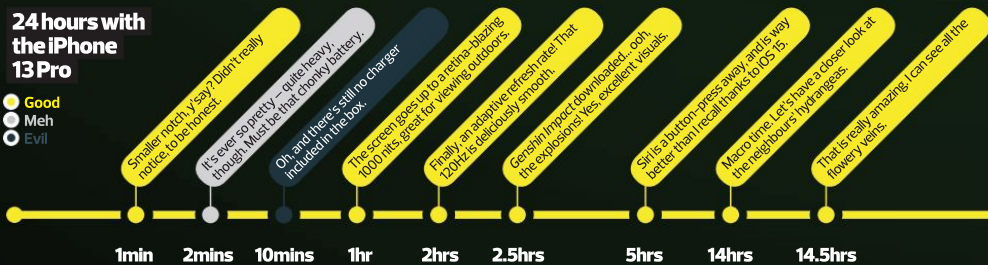 24 hours with
the iPhone
13 Pro
Good
Meh
Evil
Smaller notch, y'say? Didn't really
notice, to be honest.
It's ever so pretty – quite heavy,
though. Must be that chonky battery.
Oh, and there's still no charger
included in the box.
The screen goes up to a retina-blazing
1000 nits, great for viewing outdoors.
Finally, an adaptive refresh rate! That
120Hz is deliciously smooth.
Genshin Impact downloaded... ooh,
the explosions! Yes, excellent visuals.
Siri is a button-press away, and is way
better than I recall thanks to iOS 15.
Macro time. Let's have a closer look at
the neighbours' hydrangeas.
That is really amazing. I can see all the
flowery veins.
1min
2mins
10mins
1hr
2hrs
2.5hrs
5hrs
14hrs
14.5hrs